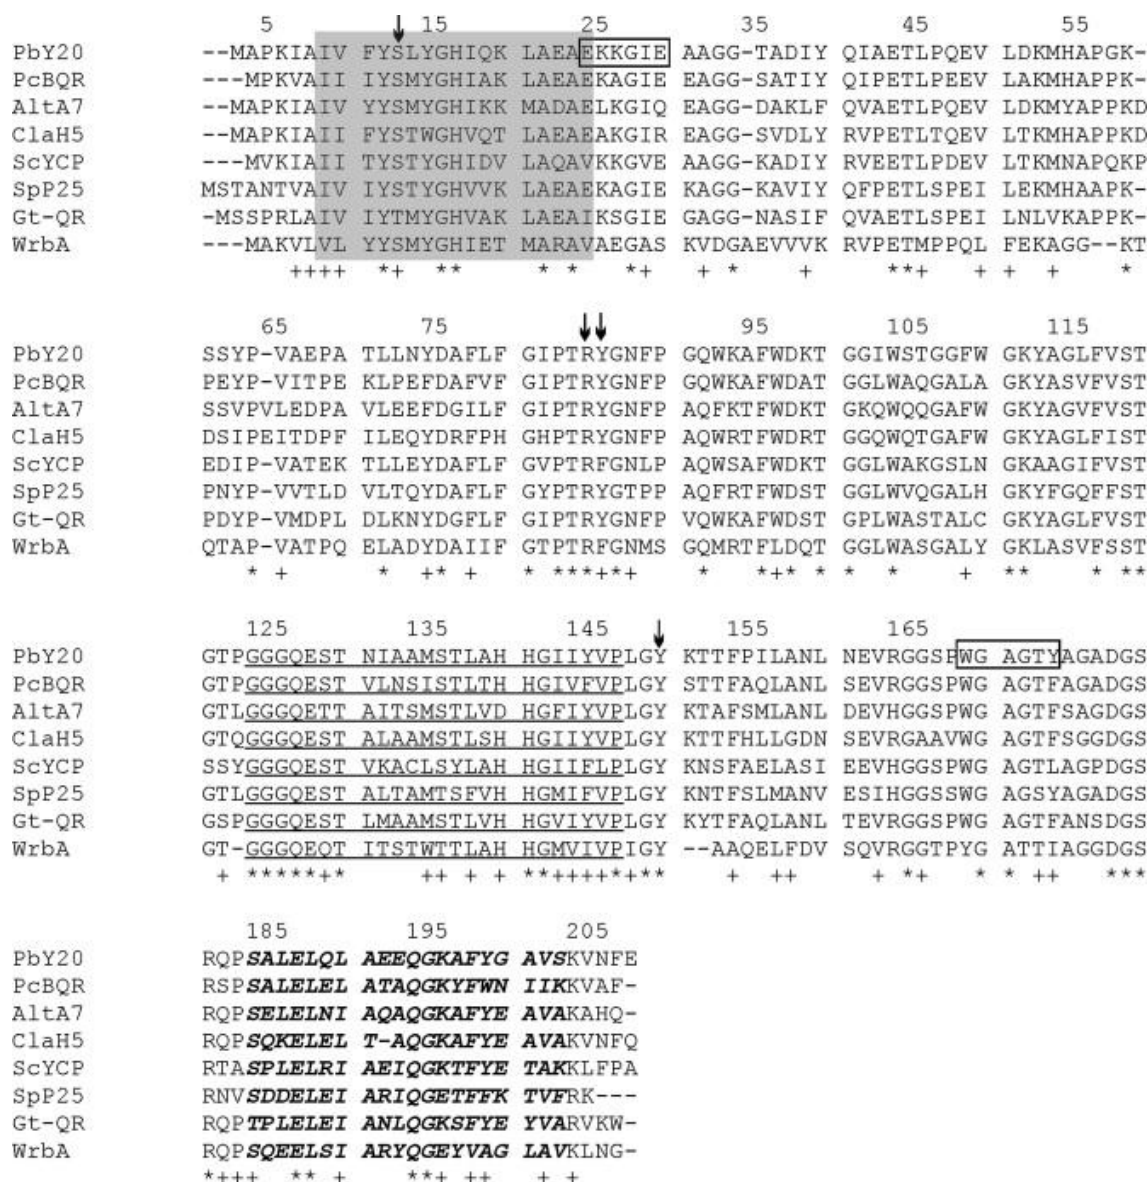 5 ↓ 15 25 35 45 55
PbY20 --MAPKIAIV FYSLYGHIQK LAEAEKKGIE AAGG-TADIY QIAETLPQEV LDKMHAPGK-
PcBQR ---MPKVAII IYSMYGHIAK LAEAEKAGIE EAGG-SATIY QIPETLPEEV LAKMHAPPK-
AltA7 --MAPKIAIV YYSMYGHIKK MADAELKGIQ EAGG-DAKLF QVAETLPQEV LDKMYAPPKD
ClaH5 --MAPKIAII FYSTWGHVQT LAEAEAKGIR EAGG-SVDLY RVPETLTQEV LTKMHAPPKD
ScYCP ---MVKIAII TYSTYGHIDV LAQAVKKGVE AAGG-KADIY RVEETLPDEV LTKMNAPQKP
SpP25 MSTANTVAIV IYSTYGHVVK LAEAEKAGIE KAGG-KAVIY QFPETLSPEI LEKMHAAPK-
Gt-QR -MSSPRLAIV IYTMYGHVAK LAEAIKSGIE GAGG-NASIF QVAETLSPEI LNLVKAPPK-
WrbA ---MAKVLVLY YYSMYGHIET MARAVAEGAS KVDGAEVVVK RVPETMPPQL FEKAGG--KT
++++ *+ ** * * *+ + * + **+ + + + *
65 75 ↓↓ 95 105 115
PbY20 SSYP-VAEPA TLLNYDAFLF GIPTRYGNFP GQWKAFWDKT GGIWSTGGFW GKYAGLFVST
PcBQR PEYP-VITPE KLPEFDAFVF GIPTRYGNFP GQWKAFWDAT GGLWAQGALA GKYASVFVST
AltA7 SSVPVLEDPA VLEEFDGILF GIPTRYGNFP AQFKTFWDKT GKQWQQGAFW GKYAGVFVST
ClaH5 DSIPEITDPF ILEQYDRFPH GHPTRYGNFP AQWRTFWDRT GGQWQTGAFW GKYAGLFIST
ScYCP EDIP-VATEK TLLEYDAFLF GVPTRFGNLP AQWSAFWDKT GGLWAKGSLN GKAAGIFVST
SpP25 PNYP-VVTLD VLTQYDAFLF GYPTRYGTPP AQFRTFWDST GGLWVQGALH GKYFGQFFST
Gt-QR PDYP-VMDPL DLKNYDGFLF GIPTRYGNFP VQWKAFWDST GPLWASTALC GKYAGLFVST
WrbA QTAP-VATPQ ELADYDAIIF GTPTRFGNMS GQMRTFLDQT GGLWASGALY GKLASVFSST
* + * +* + * ***+*+ * *+* * * * + ** * **
125 135 145 ↓ 155 165
PbY20 GTPGGGQEST NIAAMSTLAH HGIIYVPLGY KTTFPILANL NEVRGGSPWG AGTYAGADGS
PcBQR GTPGGGQEST VLNSISTLTH HGIVFVPLGY STTFAQLANL SEVRGGSPWG AGTFAGADGS
AltA7 GTLGGGQETT AITSMSTLVD HGFIYVPLGY KTAFSMLANL DEVHGGSPWG AGTFSAGDGS
ClaH5 GTQGGGQEST ALAAMSTLSH HGIIYVPLGY KTTFHLLGDN SEVRGAAVWG AGTFSGGDGS
ScYCP SSYGGGQEST VKACLSYLAH HGIIFLPLGY KNSFAELASI EEVHGGSPWG AGTLAGPDGS
SpP25 GTLGGGQEST ALTAMTSFVH HGMIFVPLGY KNTFSLMANV ESIHGGSSWG AGSYAGADGS
Gt-QR GSPGGGQEST LMAAMSTLVH HGVIYVPLGY KYTFAQLANL TEVRGGSPWG AGTFANSDGS
WrbA GT-GGGQEQT ITSTWTTLAH HGMVIVPIGY --AAQELFDV SQVRGGTPYG ATTIAGGDGS
+ *****+* ++ + + **+++*+** + ++ + *+ * * ++ ***
185 195 205
PbY20 RQPSALELQL AEEQGKAFYG AVSKVNFE
PcBQR RSPSALELEL ATAQGKYFWN IIKKVAF-
AltA7 RQPSELELNI AQAQGKAFYE AVAKAHQ-
ClaH5 RQPSQKELEL T-AQGKAFYE AVAKVNFQ
ScYCP RTASPLELRI AEIQGKTFYE TAKKLFPA
SpP25 RNVSDDELEI ARIQGETFFK TVFRK---
Gt-QR RQPTPLELEI ANLQGKSFYE YVARVKW-
WrbA RQPSQEELSI ARYQGEYVAG LAVKLNG-
*+++ ** + **+ ++ + +